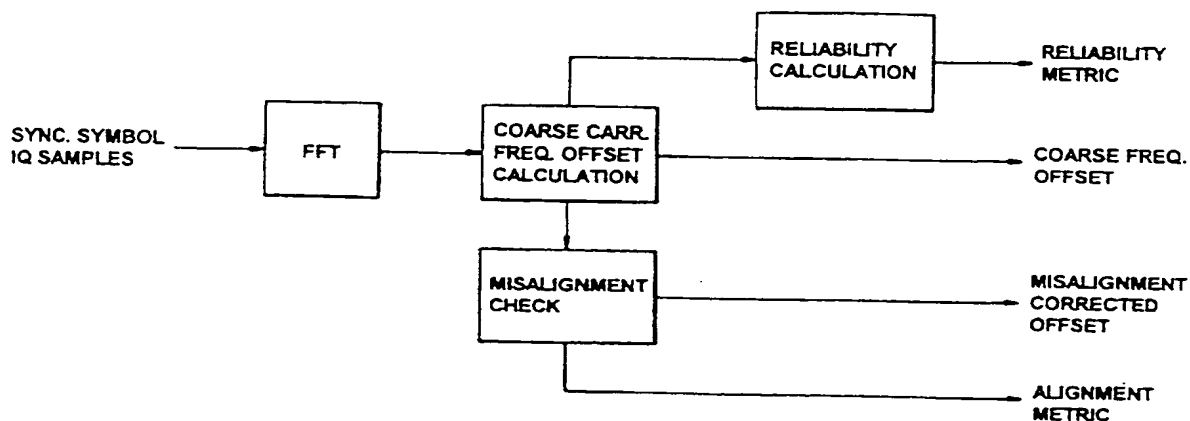 RELIABILITY
CALCULATION
RELIABILITY
METRIC
SYNC. SYMBOL
IQ SAMPLES
FFT
COARSE CARR.
FREQ. OFFSET
CALCULATION
COARSE FREQ.
OFFSET
MISALIGNMENT
CHECK
MISALIGNMENT
CORRECTED
OFFSET
ALIGNMENT
METRIC